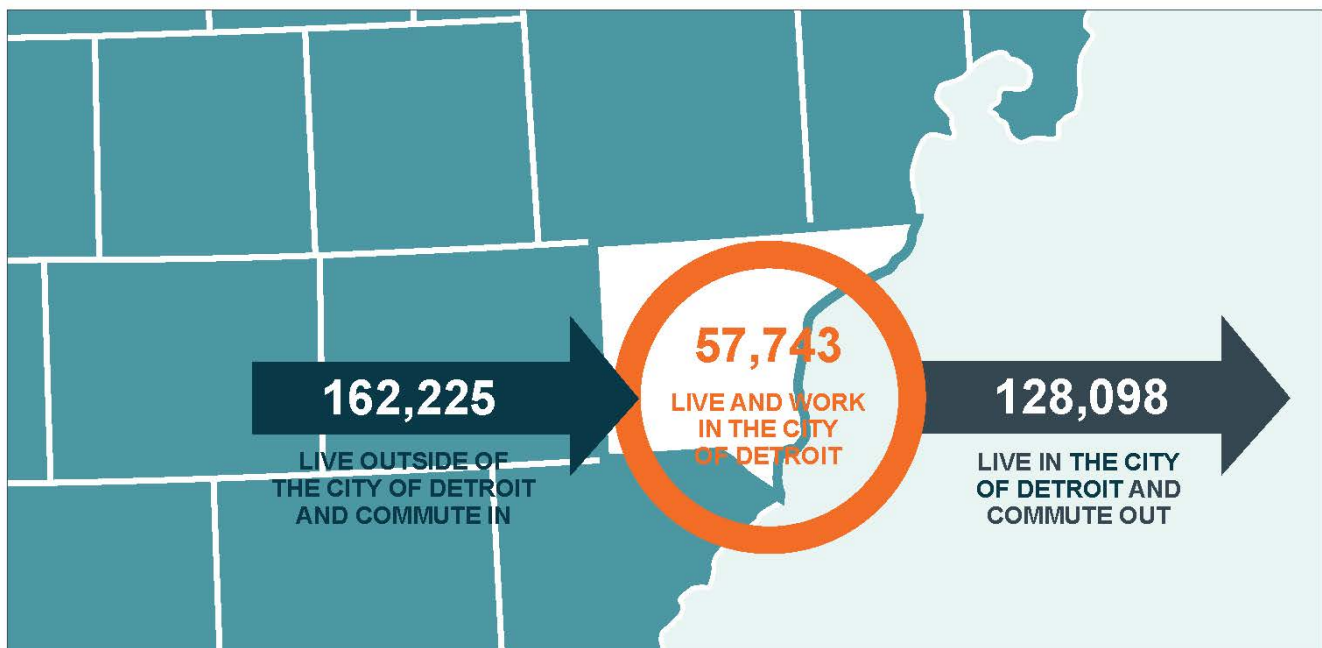 162,225
LIVE OUTSIDE OF
THE CITY OF DETROIT
AND COMMUTE IN
57,743
LIVE AND WORK
IN THE CITY
OF DETROIT
128,098
LIVE IN THE CITY
OF DETROIT AND
COMMUTE OUT